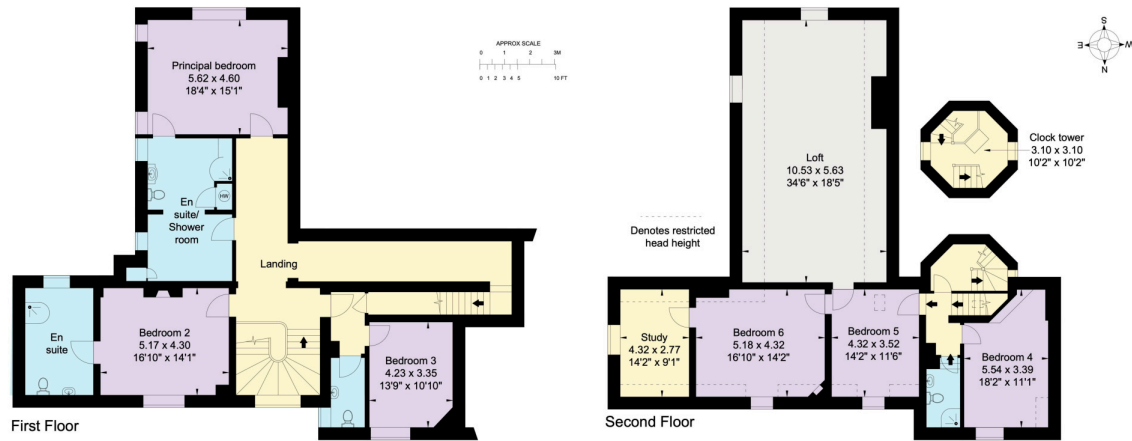 Principal bedroom
5.62 x 4.60
18'4" x 15'1"
APPROX SCALE
0 1 2 3M
0 1 2 3 4 5 10 FT
HW
En
suite/
Shower
room
Landing
En
suite
Bedroom 2
5.17 x 4.30
16'10" x 14'1"
Bedroom 3
4.23 x 3.35
13'9" x 10'10"
First Floor
S
E W
N
Loft
10.53 x 5.63
34'6" x 18'5"
Clock tower
3.10 x 3.10
10'2" x 10'2"
Denotes restricted
head height
Study
4.32 x 2.77
14'2" x 9'1"
Bedroom 6
5.18 x 4.32
16'10" x 14'2"
Bedroom 5
4.32 x 3.52
14'2" x 11'6"
Bedroom 4
5.54 x 3.39
18'2" x 11'1"
Second Floor